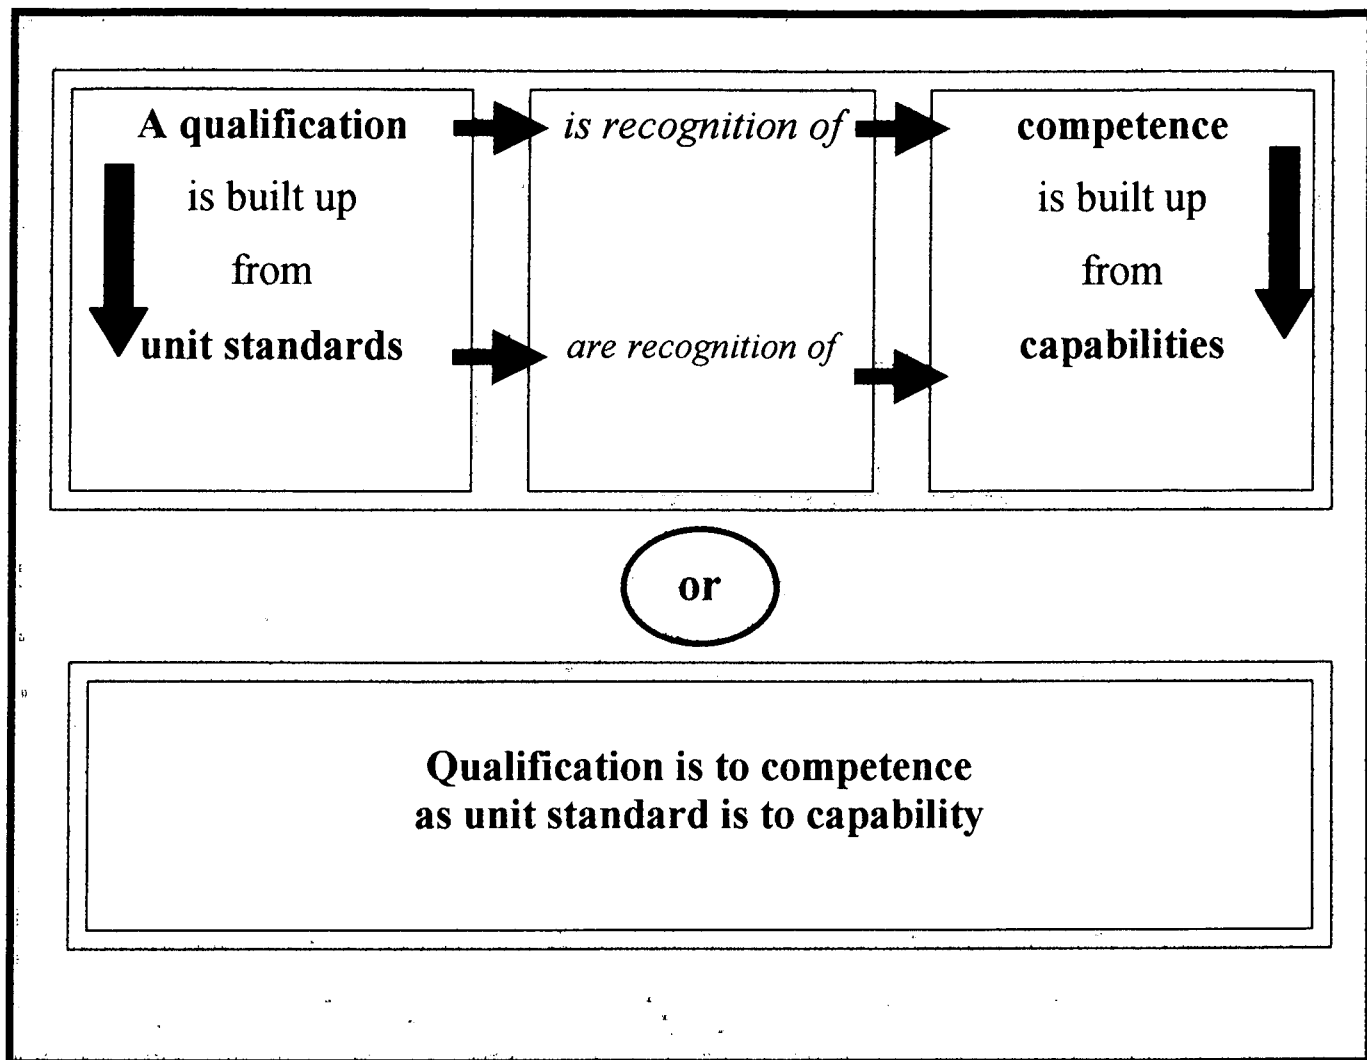 A qualification
is built up
from
unit standards
is recognition of
are recognition of
competence
is built up
from
capabilities
or
Qualification is to competence
as unit standard is to capability